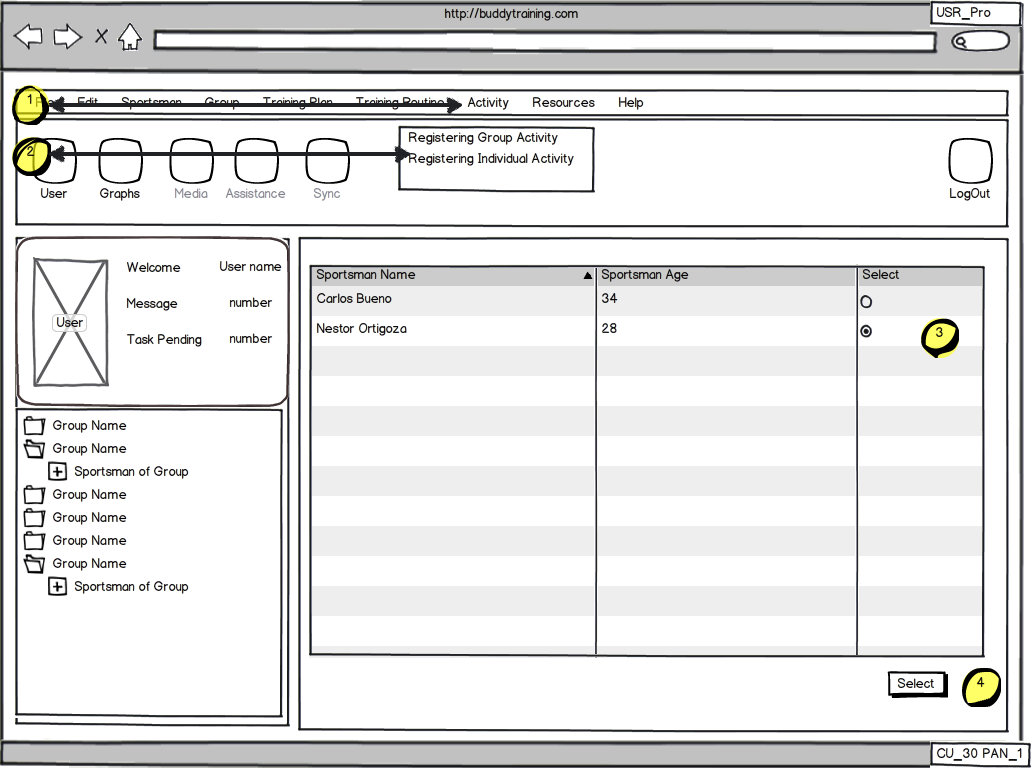 http://buddytraining.com
USR_Pro
1
Edit Sportsman Group Training Plan Training Routine Activity Resources Help
Registering Group Activity
2
Registering Individual Activity
User Graphs Media Assistance Sync LogOut
Welcome User name
Message number
User
Task Pending number
Sportsman Name Sportsman Age Select
Carlos Bueno 34
Nestor Ortigoza 28
3
Group Name
Group Name
Sportsman of Group
Group Name
Group Name
Group Name
Group Name
Sportsman of Group
Select
4
CU_30 PAN_1